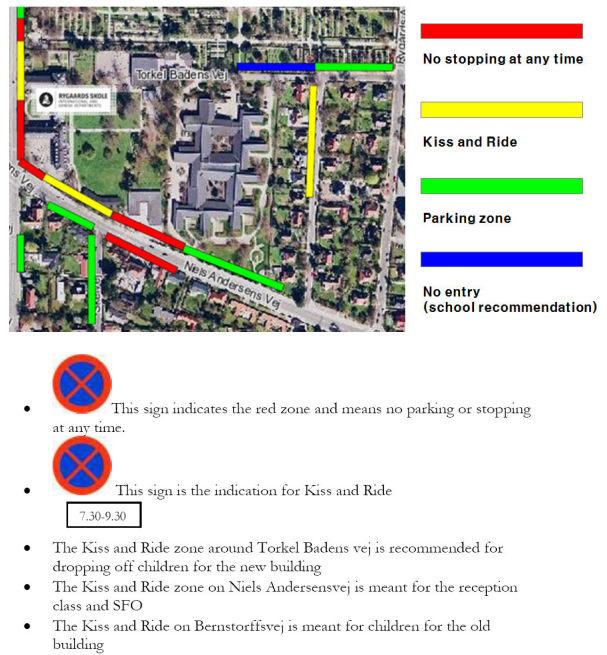 Torkel Badens Vej
RYGAARDS SKOLE
INTERNATIONAL AND
DANISH DEPARTMENTS
Niels Andersens Vej
No stopping at any time
Kiss and Ride
Parking zone
No entry
(school recommendation)
• This sign indicates the red zone and means no parking or stopping
at any time.
• This sign is the indication for Kiss and Ride
7.30-9.30
• The Kiss and Ride zone around Torkel Badens vej is recommended for
dropping off children for the new building
• The Kiss and Ride zone on Niels Andersensvej is meant for the reception
class and SFO
• The Kiss and Ride on Bernstorffsvej is meant for children for the old
building